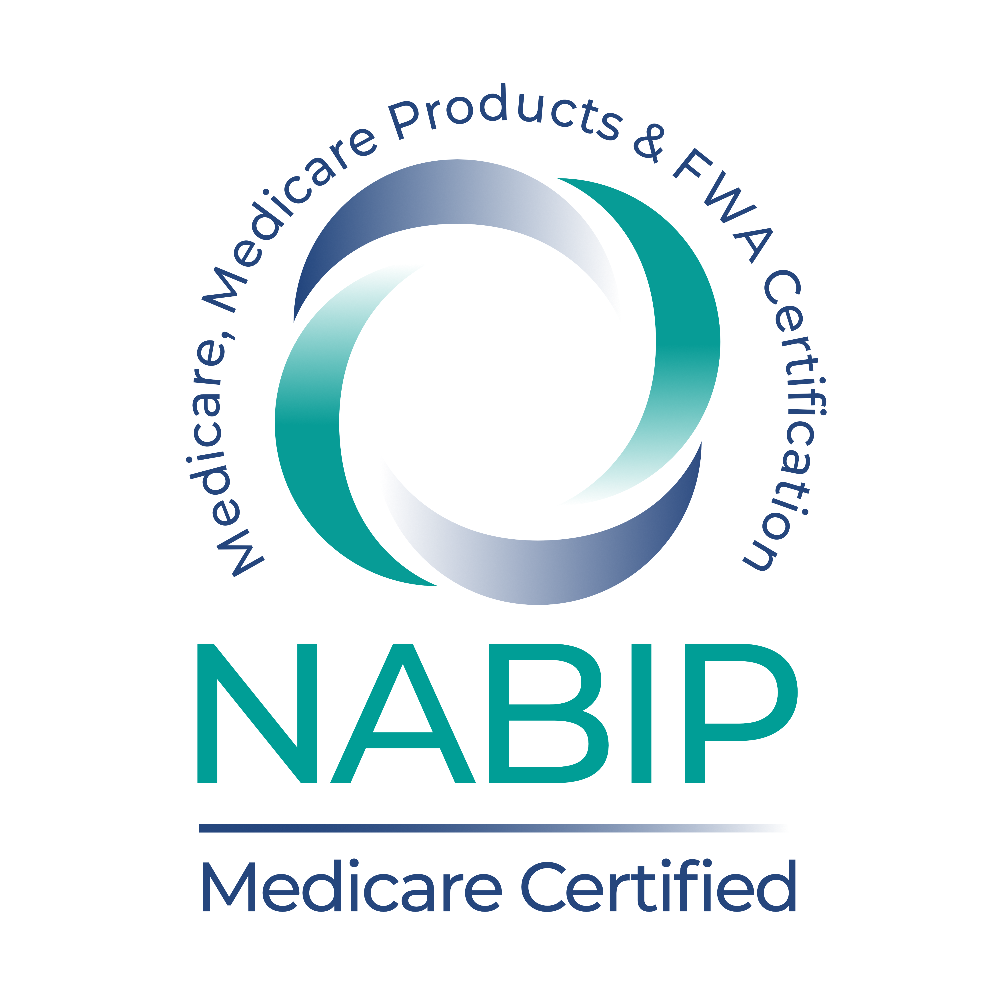 Medicare, Medicare Products & FWA Certification
NABIP
Medicare Certified